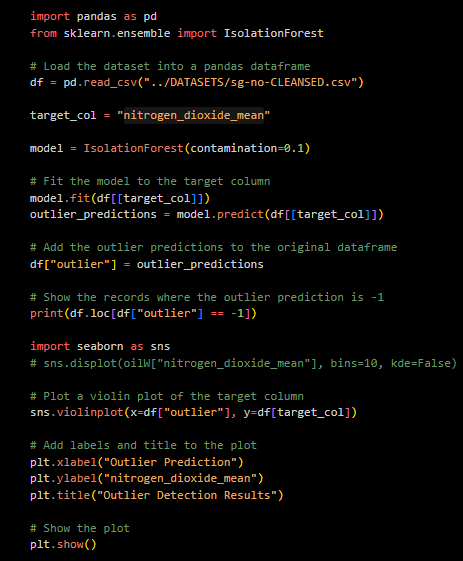 import pandas as pd
from sklearn.ensemble import IsolationForest
# Load the dataset into a pandas dataframe
df = pd.read_csv("../DATASETS/sg-no-CLEANSED.csv")
target_col = "nitrogen_dioxide_mean"
model = IsolationForest(contamination=0.1)
# Fit the model to the target column
model.fit(df[[target_col]])
outlier_predictions = model.predict(df[[target_col]])
# Add the outlier predictions to the original dataframe
df["outlier"] = outlier_predictions
# Show the records where the outlier prediction is -1
print(df.loc[df["outlier"] == -1])
import seaborn as sns
# sns.displot(oilW["nitrogen_dioxide_mean"], bins=10, kde=False)
# Plot a violin plot of the target column
sns.violinplot(x=df["outlier"], y=df[target_col])
# Add labels and title to the plot
plt.xlabel("Outlier Prediction")
plt.ylabel("nitrogen_dioxide_mean")
plt.title("Outlier Detection Results")
# Show the plot
plt.show()